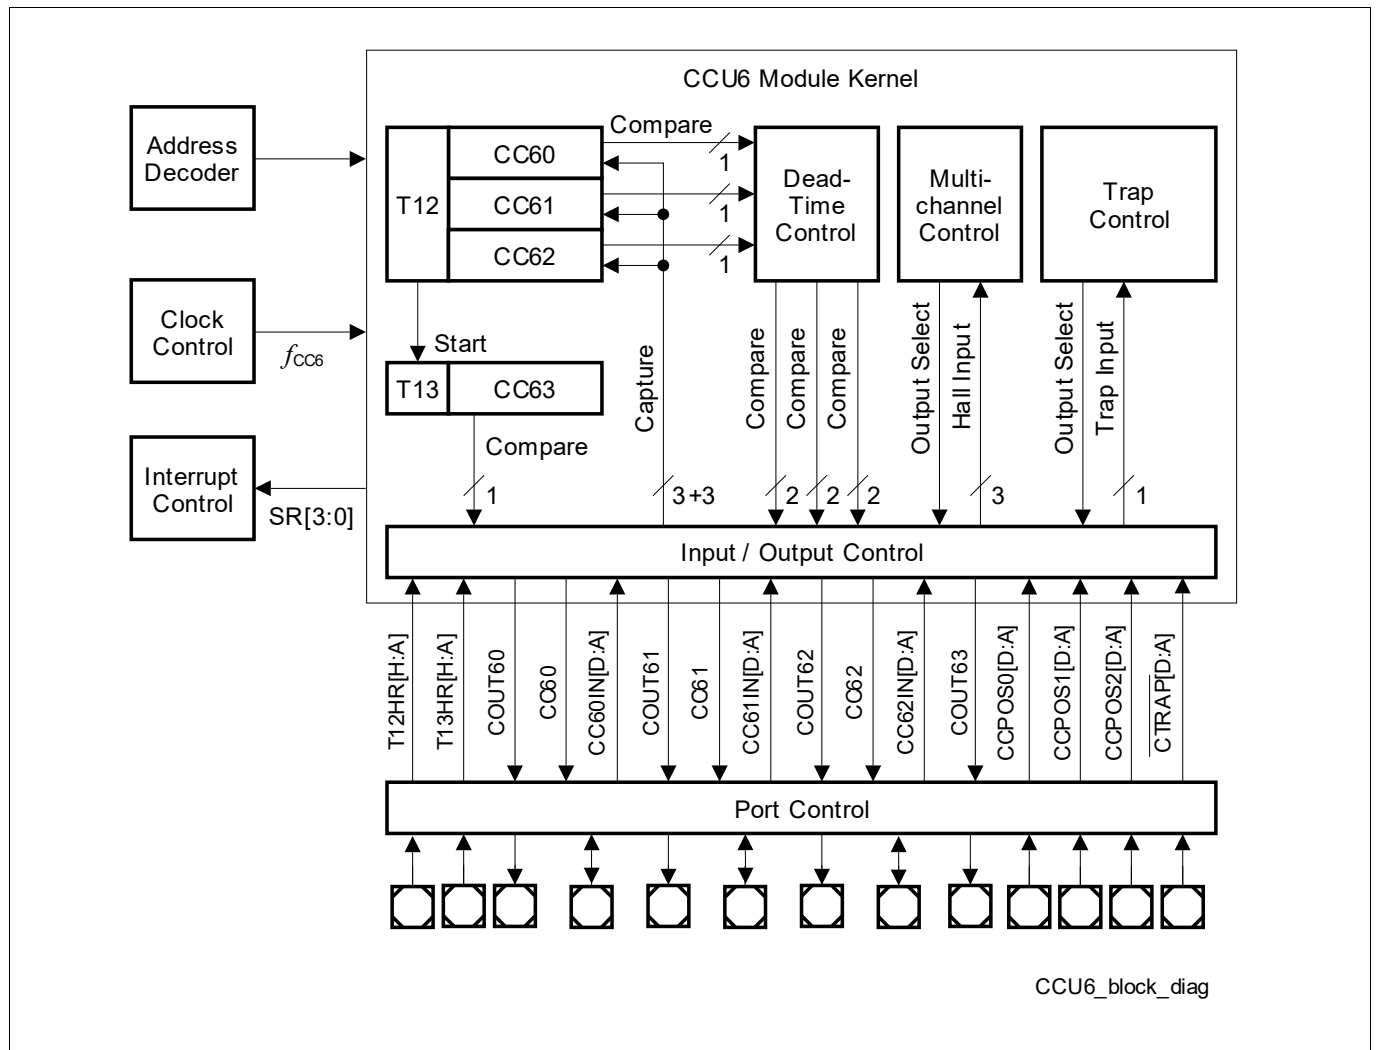 CCU6 Module Kernel
Address
Decoder
Clock
Control
fCC6
Interrupt
Control
SR[3:0]
T12
CC60
CC61
CC62
Compare
1
1
1
Dead-
Time
Control
Multi-
channel
Control
Trap
Control
Start
T13
CC63
Compare
1
Capture
3+3
Compare
2
Compare
2
Compare
2
Output Select
Hall Input
3
Output Select
Trap Input
1
Input / Output Control
T12HR[H:A]
T13HR[H:A]
COUT60
CC60
CC60IN[D:A]
COUT61
CC61
CC61IN[D:A]
COUT62
CC62
CC62IN[D:A]
COUT63
CCPOS0[D:A]
CCPOS1[D:A]
CCPOS2[D:A]
CTRAP[D:A]
Port Control
CCU6_block_diag